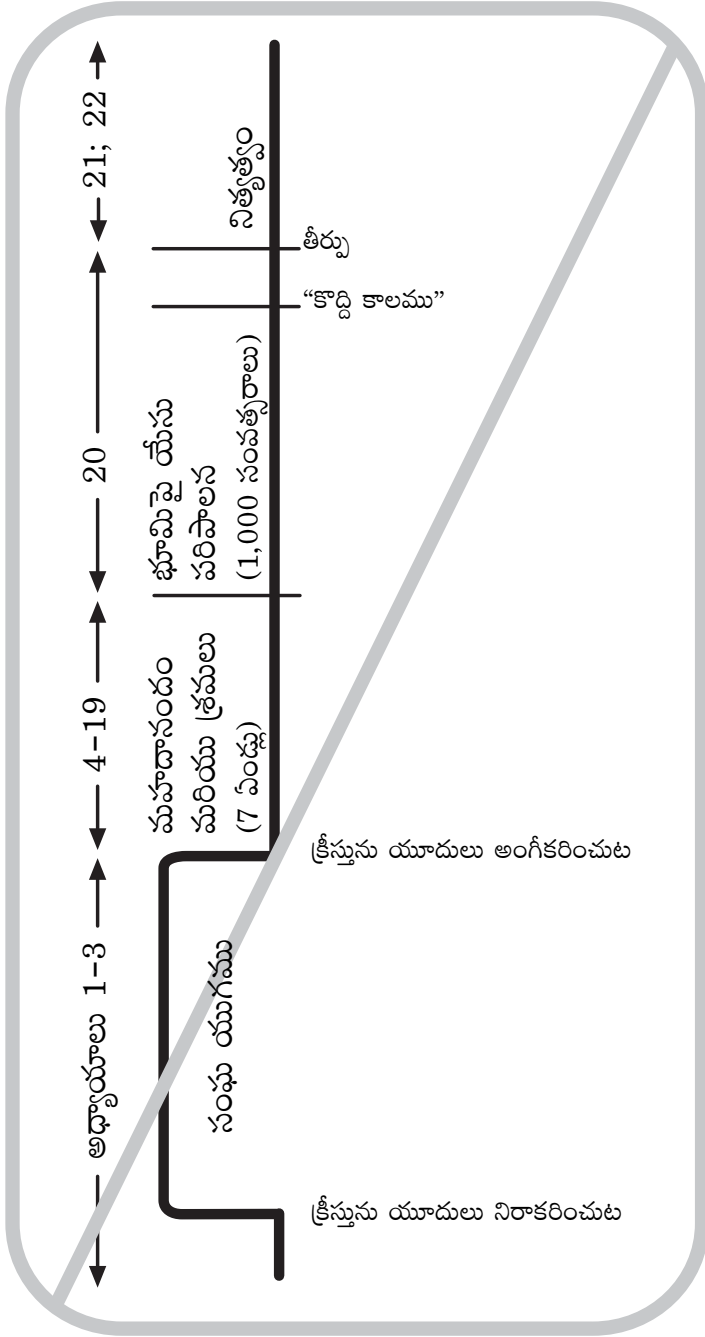 21; 22
నిత్యత్వం
తీర్పు
“కొద్ది కాలము”
20
భూమిపై యేసు
పరిపాలన
(1,000 సంవత్సరాలు)
4-19
మహదానందం
మరియు శ్రమలు
(7 ఏండ్లు)
క్రీస్తును యూదులు అంగీకరించుట
అధ్యాయాలు 1-3
సంఘ యుగము
క్రీస్తును యూదులు నిరాకరించుట